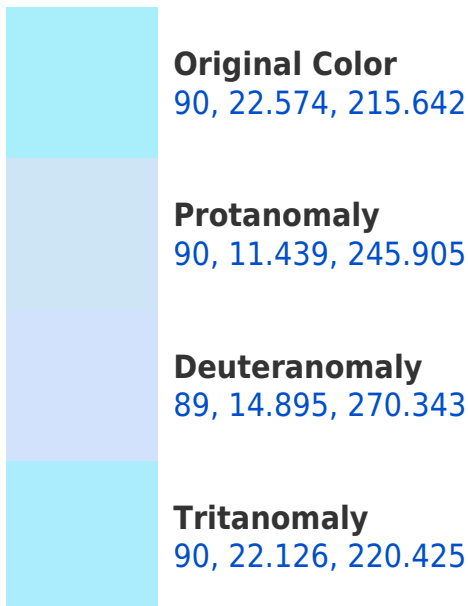 Original Color
90, 22.574, 215.642
Protanomaly
90, 11.439, 245.905
Deuteranomaly
89, 14.895, 270.343
Tritanomaly
90, 22.126, 220.425